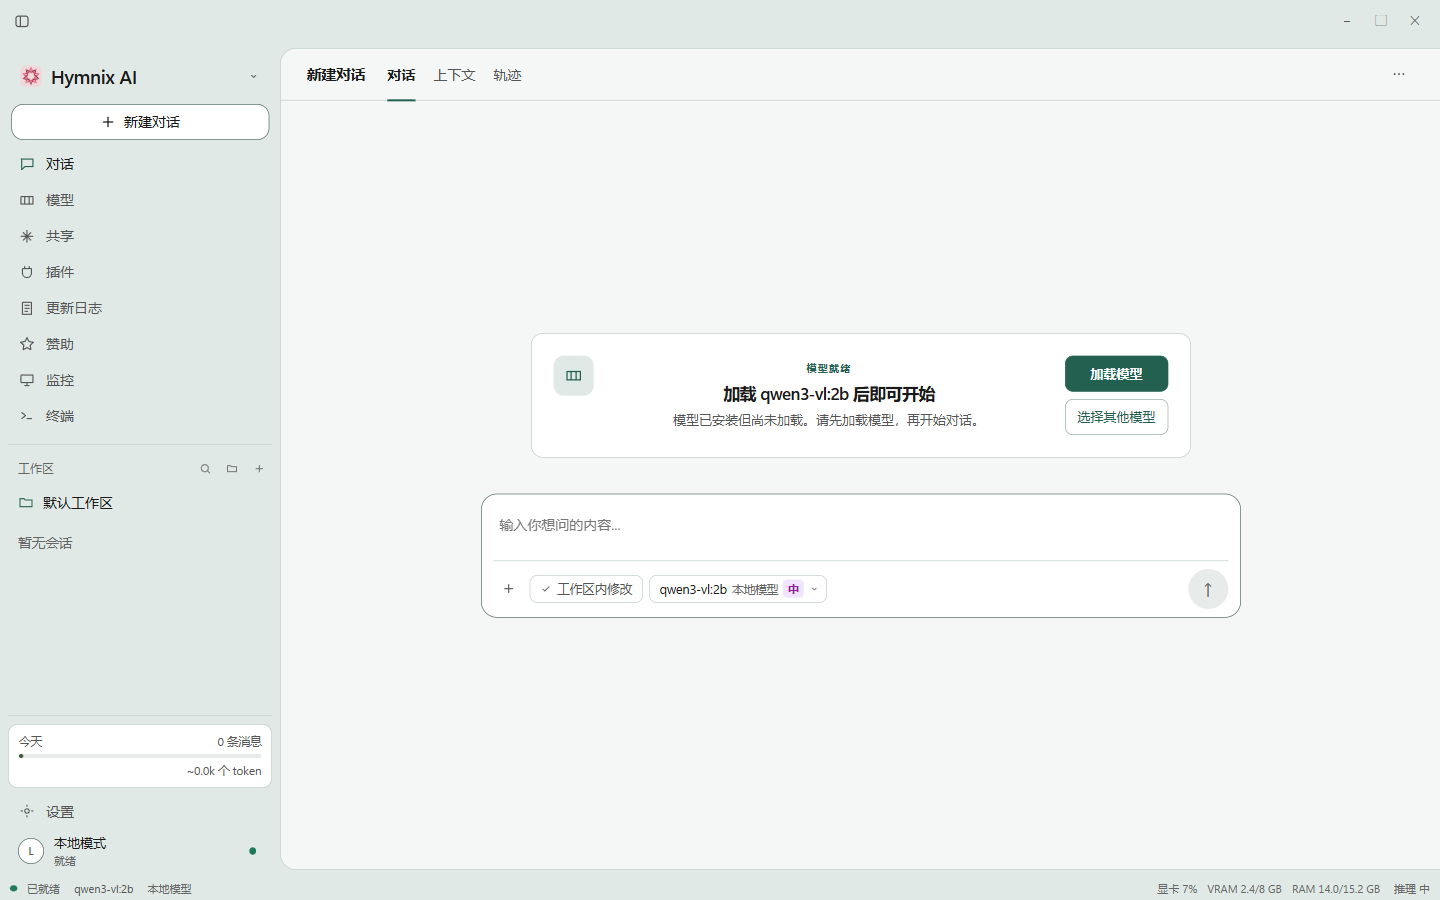 Hymnix AI
新建对话
对话
模型
共享
插件
更新日志
赞助
监控
终端
工作区
默认工作区
暂无会话
今天 0 条消息
~0.0k 个 token
设置
L
本地模式
就绪
新建对话 对话 上下文 轨迹
模型就绪
加载 qwen3-vl:2b 后即可开始
模型已安装但尚未加载。请先加载模型，再开始对话。
加载模型
选择其他模型
输入你想问的内容...
工作区内修改 qwen3-vl:2b 本地模型 中
已就绪 qwen3-vl:2b 本地模型 显卡 7% VRAM 2.4/8 GB RAM 14.0/15.2 GB 推理 中